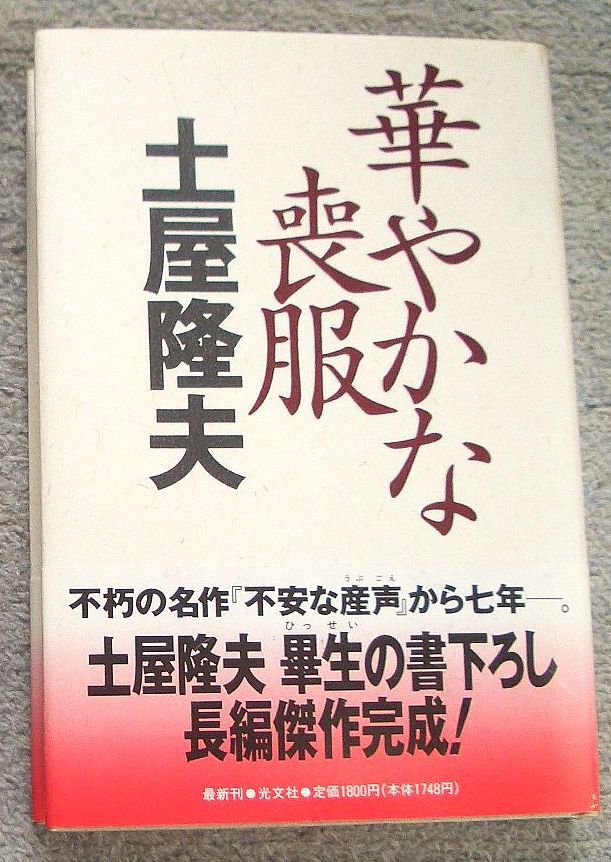 華やかな
喪服
土屋隆夫
不朽の名作『不安な産声』から七年──。
うぶ ごえ
土屋隆夫 畢生の書下ろし
ひっ せい
長編傑作完成!
最新刊●光文社●定価1800円(本体1748円)